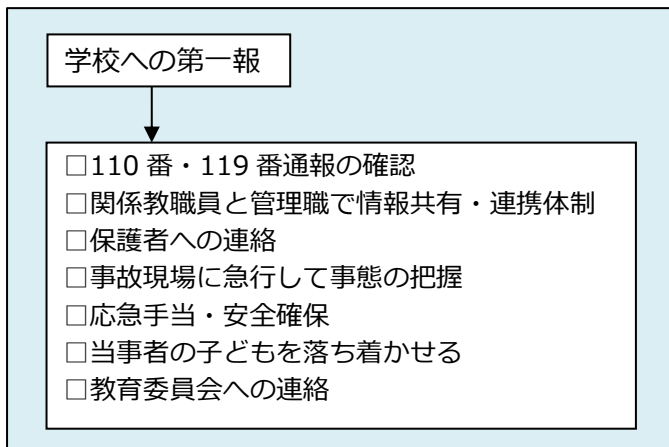 学校への第一報
□110 番・119 番通報の確認
□関係教職員と管理職で情報共有・連携体制
□保護者への連絡
□事故現場に急行して事態の把握
□応急手当・安全確保
□当事者の子どもを落ち着かせる
□教育委員会への連絡